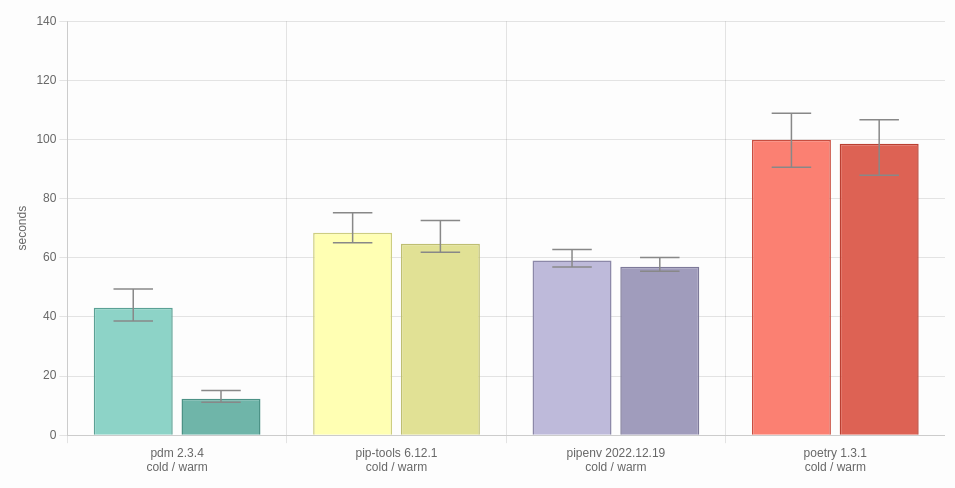 140
120
100
80
60
40
20
0
seconds
pdm 2.3.4
cold / warm
pip-tools 6.12.1
cold / warm
pipenv 2022.12.19
cold / warm
poetry 1.3.1
cold / warm